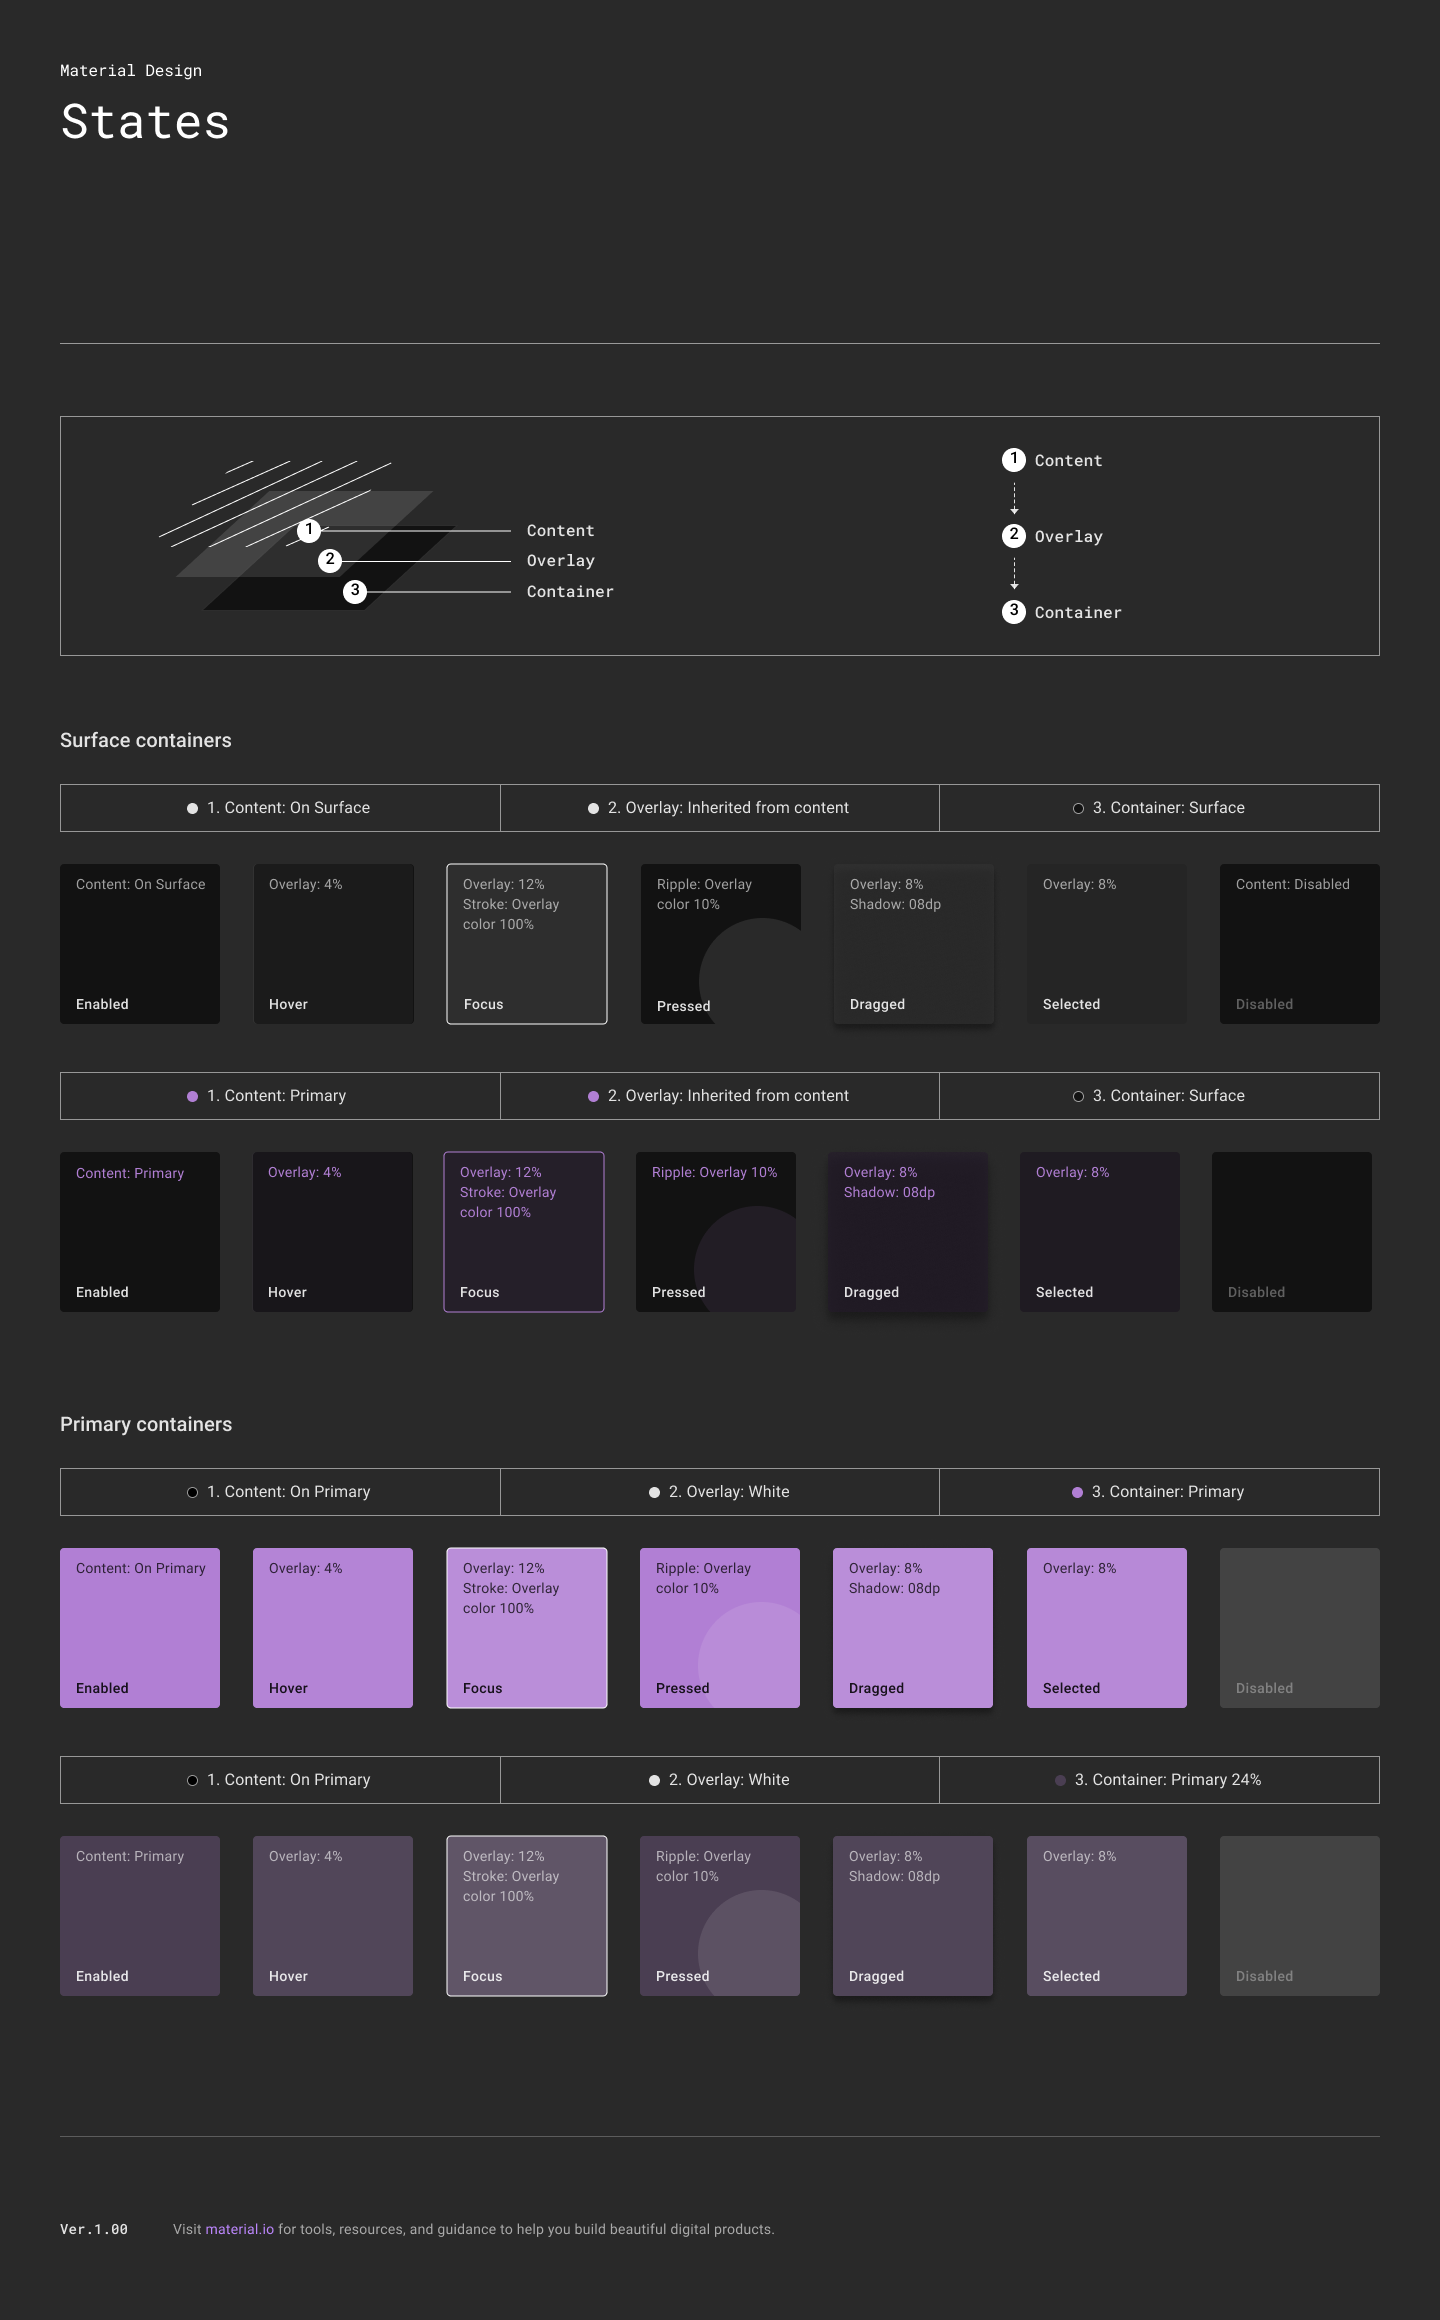 Material Design
States
1 Content
2 Overlay
3 Container
1 Content
2 Overlay
3 Container
Surface containers
1. Content: On Surface
2. Overlay: Inherited from content
3. Container: Surface
Content: On Surface
Enabled
Overlay: 4%
Hover
Overlay: 12%
Stroke: Overlay
color 100%
Focus
Ripple: Overlay
color 10%
Pressed
Overlay: 8%
Shadow: 08dp
Dragged
Overlay: 8%
Selected
Content: Disabled
Disabled
1. Content: Primary
2. Overlay: Inherited from content
3. Container: Surface
Content: Primary
Enabled
Overlay: 4%
Hover
Overlay: 12%
Stroke: Overlay
color 100%
Focus
Ripple: Overlay 10%
Pressed
Overlay: 8%
Shadow: 08dp
Dragged
Overlay: 8%
Selected
Disabled
Primary containers
1. Content: On Primary
2. Overlay: White
3. Container: Primary
Content: On Primary
Enabled
Overlay: 4%
Hover
Overlay: 12%
Stroke: Overlay
color 100%
Focus
Ripple: Overlay
color 10%
Pressed
Overlay: 8%
Shadow: 08dp
Dragged
Overlay: 8%
Selected
Disabled
1. Content: On Primary
2. Overlay: White
3. Container: Primary 24%
Content: Primary
Enabled
Overlay: 4%
Hover
Overlay: 12%
Stroke: Overlay
color 100%
Focus
Ripple: Overlay
color 10%
Pressed
Overlay: 8%
Shadow: 08dp
Dragged
Overlay: 8%
Selected
Disabled
Ver.1.00
Visit material.io for tools, resources, and guidance to help you build beautiful digital products.